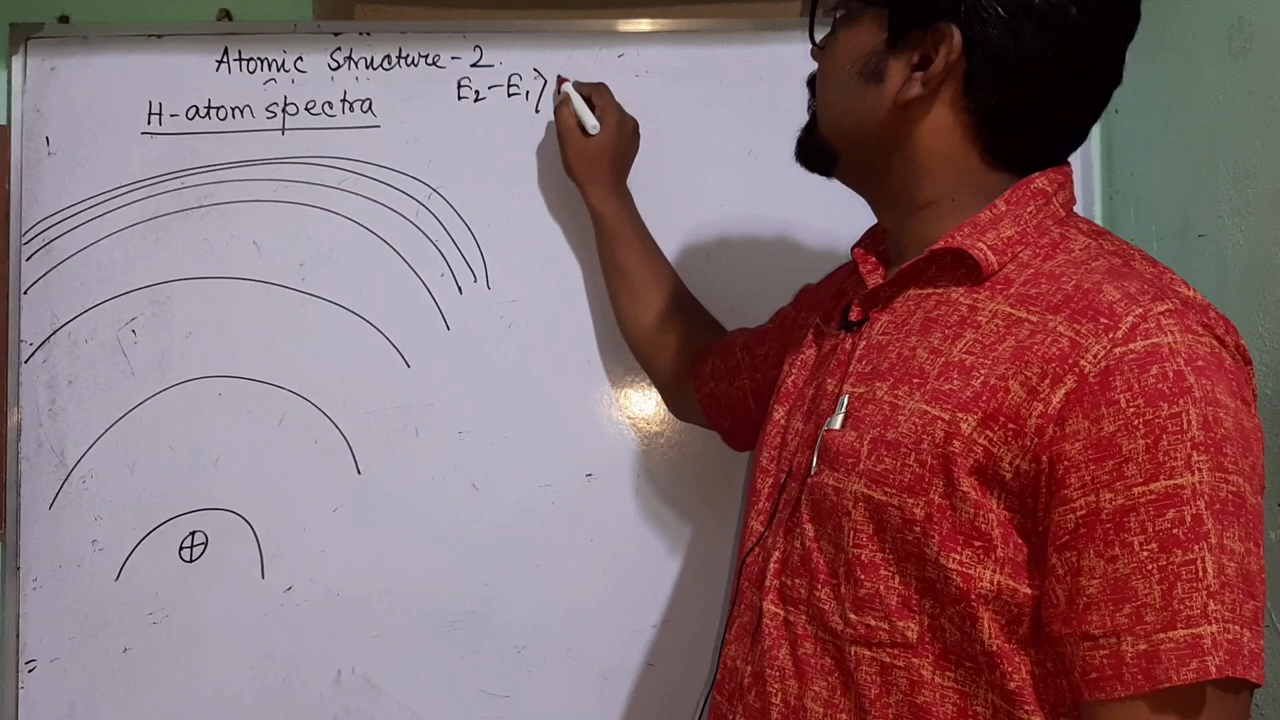 Atomic Structure-2.
E₂-E₁>
H-atom spectra